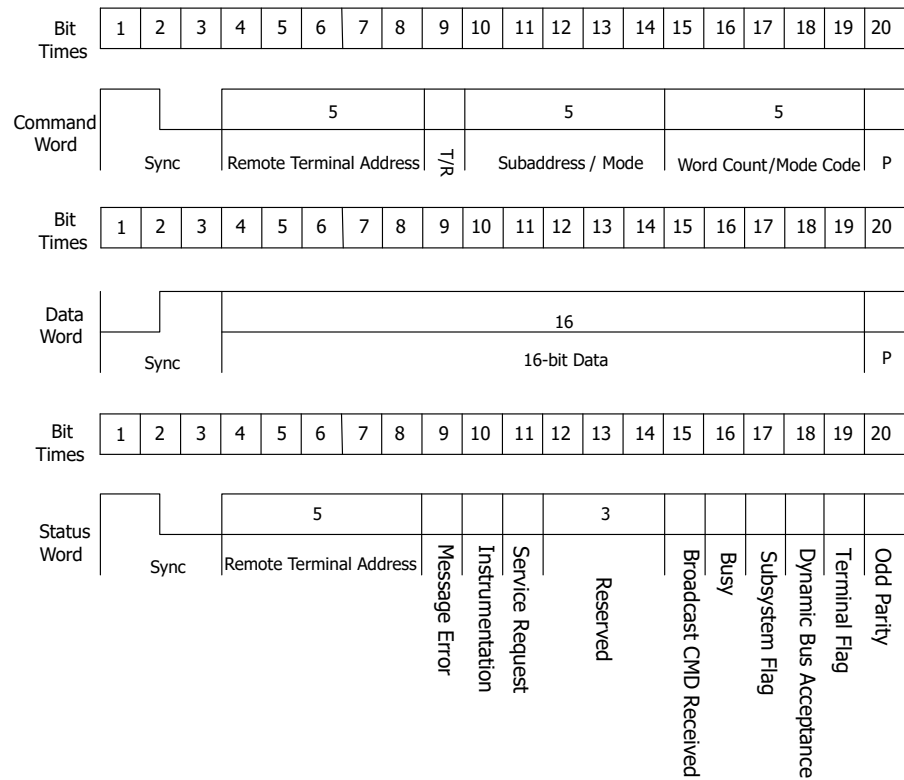 Bit Times 1 2 3 4 5 6 7 8 9 10 11 12 13 14 15 16 17 18 19 20
5 5 5
Command Word
Sync Remote Terminal Address T/R Subaddress / Mode Word Count/Mode Code P
Bit Times 1 2 3 4 5 6 7 8 9 10 11 12 13 14 15 16 17 18 19 20
Data Word
16
Sync 16-bit Data P
Bit Times 1 2 3 4 5 6 7 8 9 10 11 12 13 14 15 16 17 18 19 20
5 3
Status Word
Sync Remote Terminal Address
Message Error
Instrumentation
Service Request
Reserved
Broadcast CMD Received
Busy
Subsystem Flag
Dynamic Bus Acceptance
Terminal Flag
Odd Parity